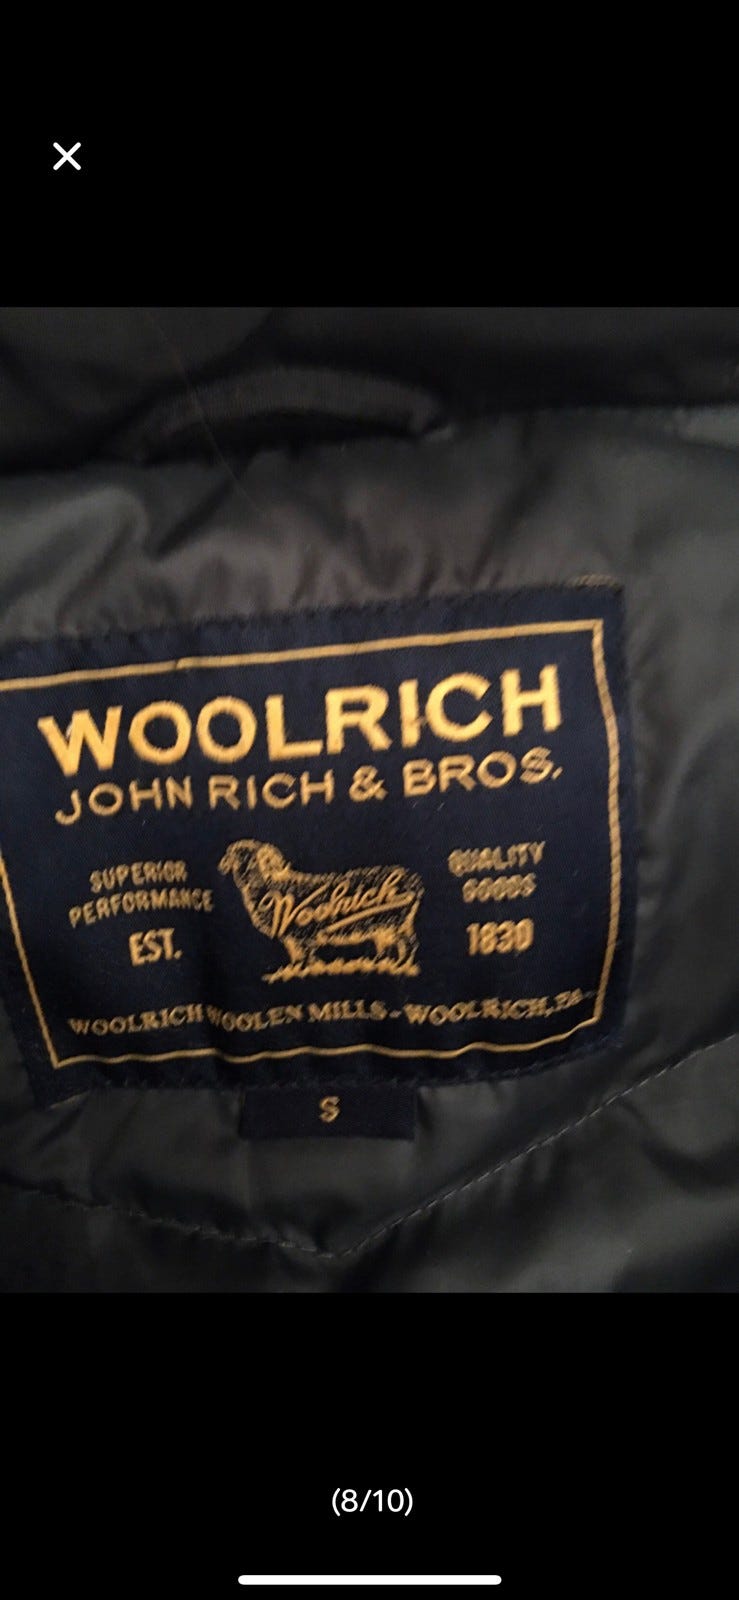 WOOLRICH
JOHN RICH & BROS.
SUPERIOR
PERFORMANCE
EST.
Woolrich
QUALITY
GOODS
1830
WOOLRICH WOOLEN MILLS-WOOLRICH, PA-
S
(8/10)